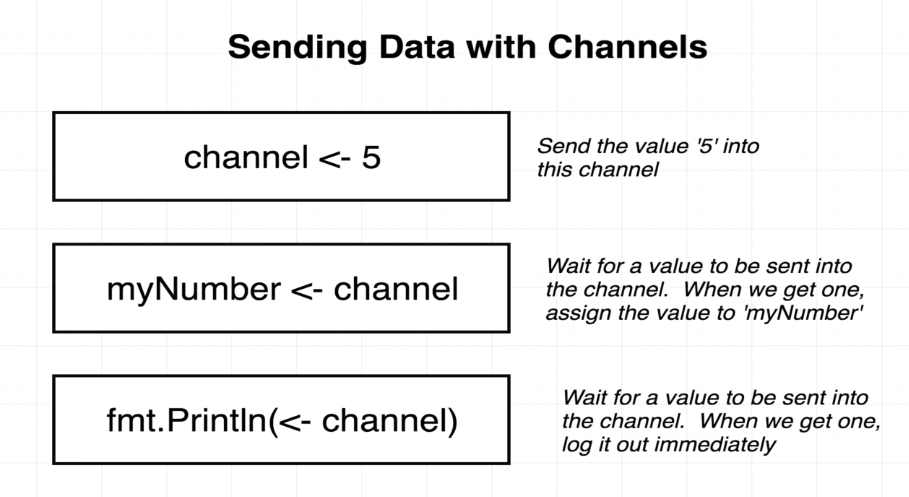 Sending Data with Channels
channel <- 5
Send the value '5' into
this channel
myNumber <- channel
Wait for a value to be sent into
the channel.  When we get one,
assign the value to 'myNumber'
fmt.Println(<- channel)
Wait for a value to be sent into
the channel.  When we get one,
log it out immediately